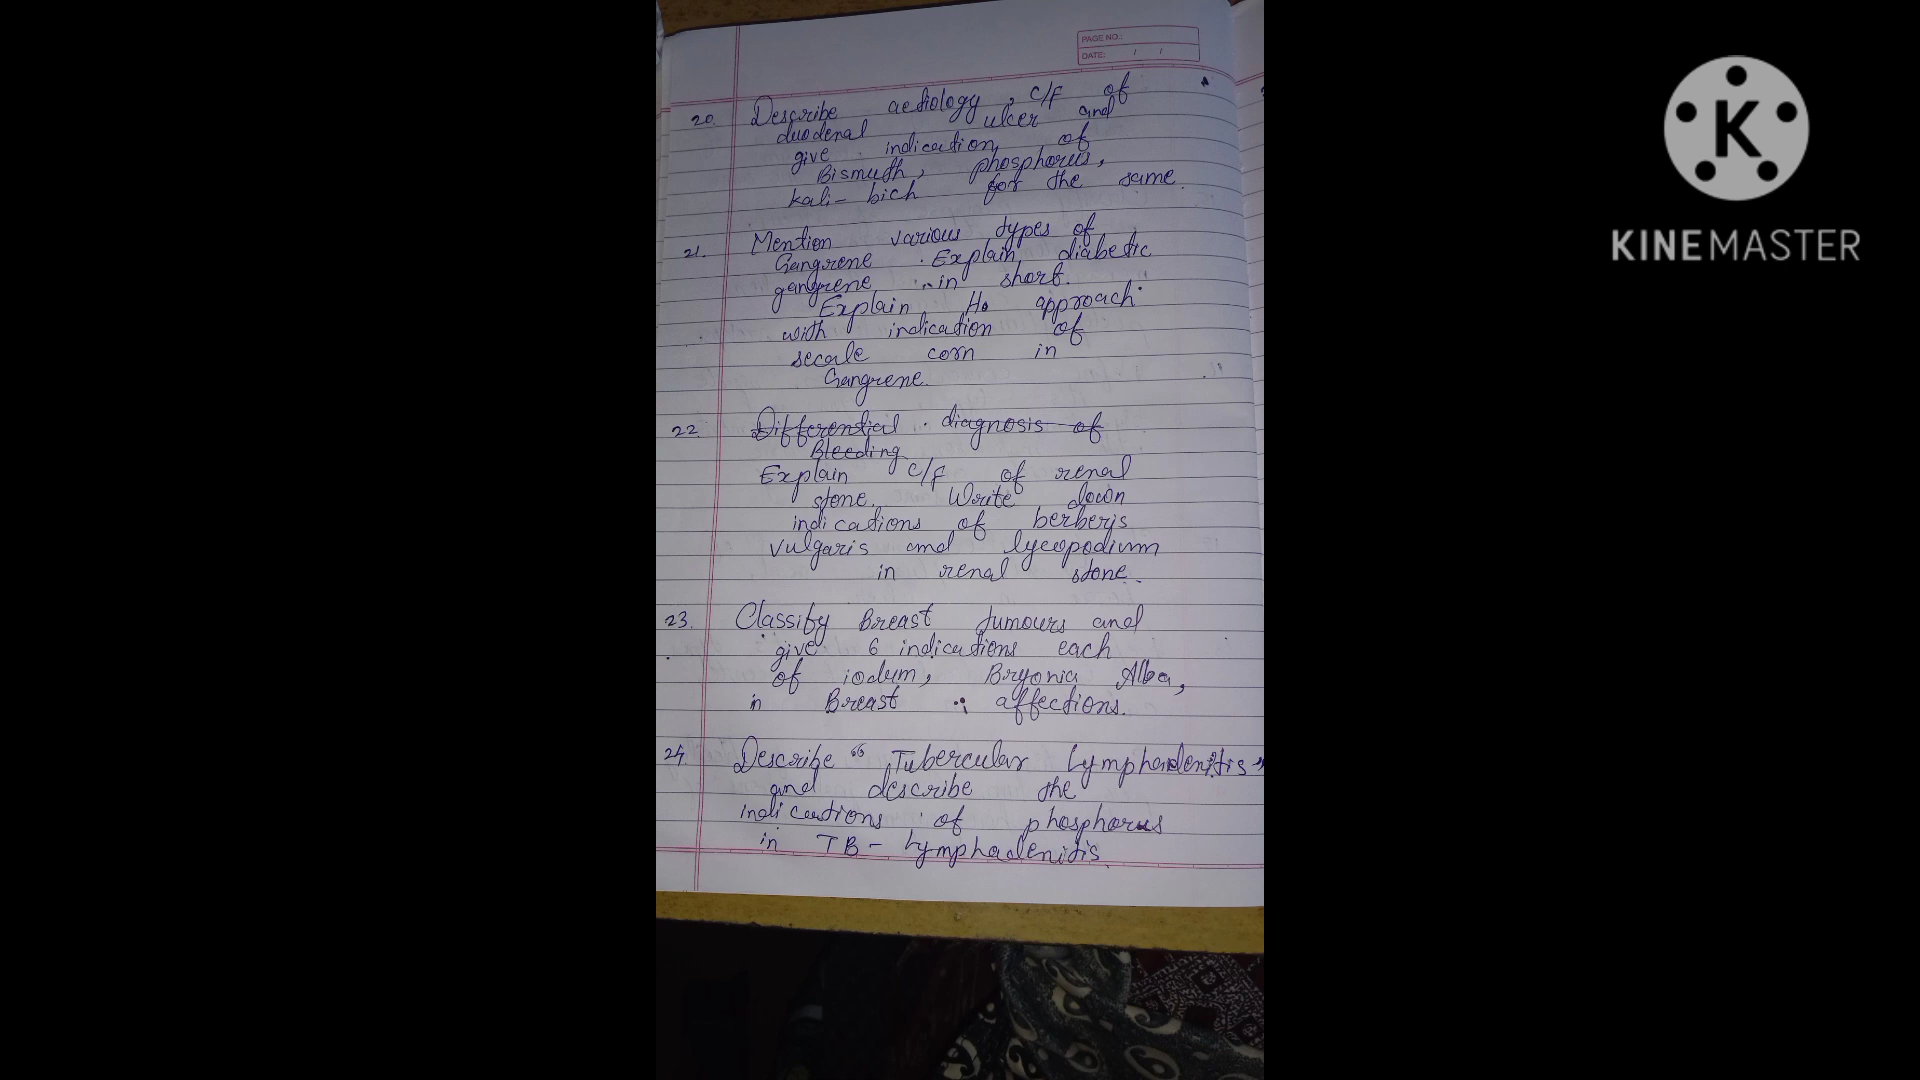 PAGE NO.:
DATE: / /
20. Describe aetiology, c/f of
duodenal ulcer and
give indication of
Bismuth, phosphorus,
kali-bich for the same.
21. Mention various types of
Gangrene. Explain diabetic
gangrene in short.
Explain Ho approach
with indication of
secale corn in
Gangrene.
22. Differential diagnosis of
Bleeding
Explain c/f of renal
stone. Write down
indications of berberis
vulgaris and lycopodium
in renal stone.
23. Classify Breast tumours and
give 6 indications each
of iodum, Bryonia Alba,
in Breast affections.
24. Describe "Tubercular Lymphadenitis"
and describe the
indications of phosphorus
in TB- Lymphadenitis.
K
KINEMASTER